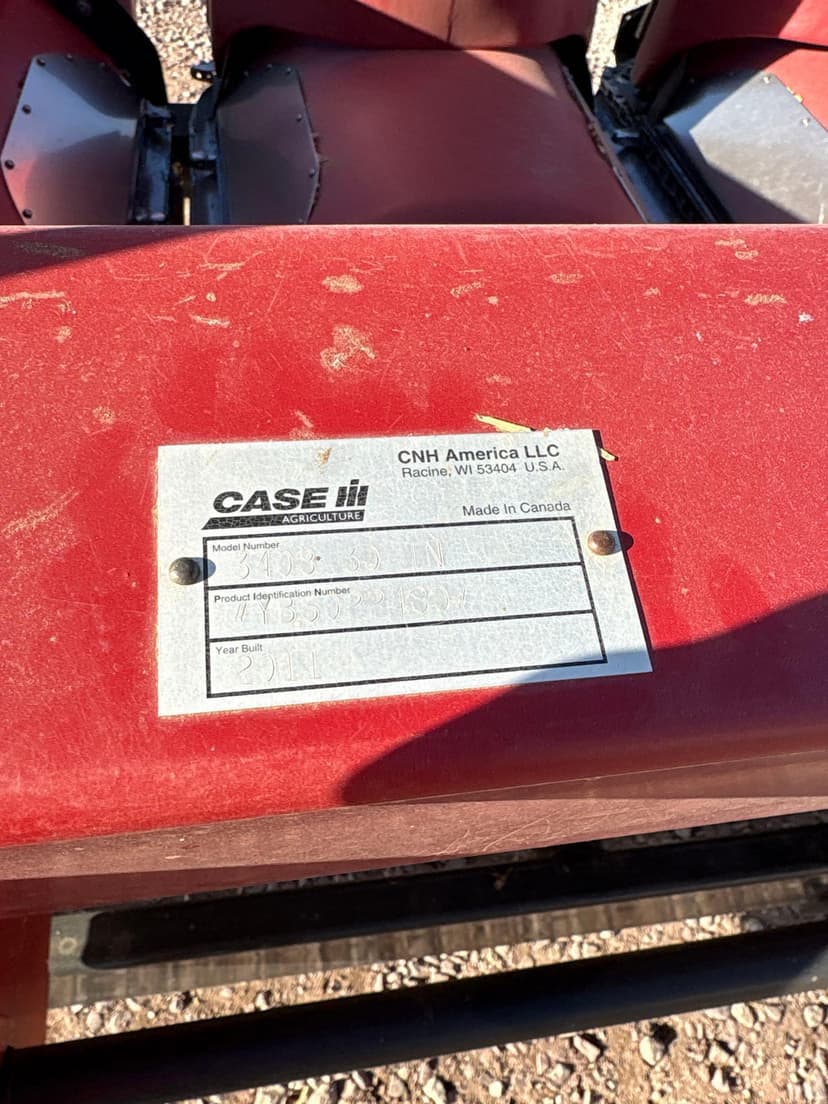 CNH America LLC
Racine, WI 53404 U.S.A.
CASE IH
AGRICULTURE
Made In Canada
Model Number
3408 30 IN
Product Identification Number
Year Built
2011